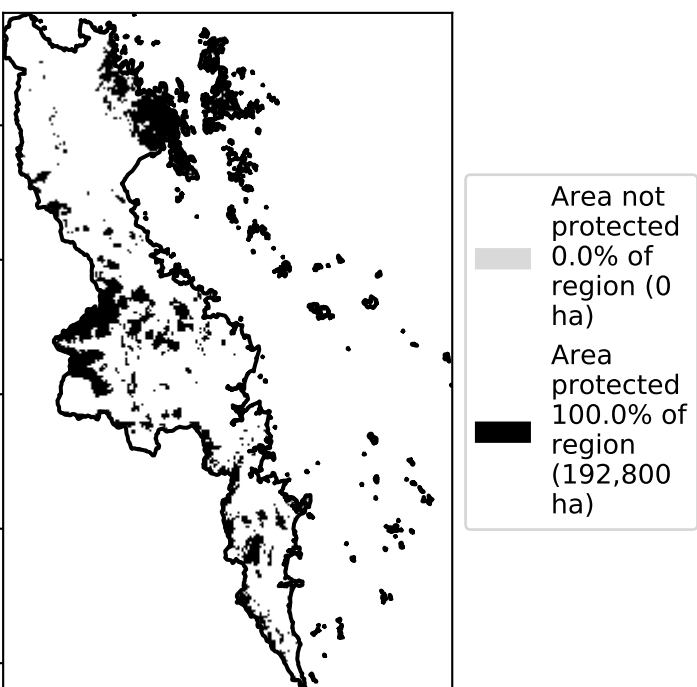 Area not
protected
0.0% of
region (0
ha)
Area
protected
100.0% of
region
(192,800
ha)